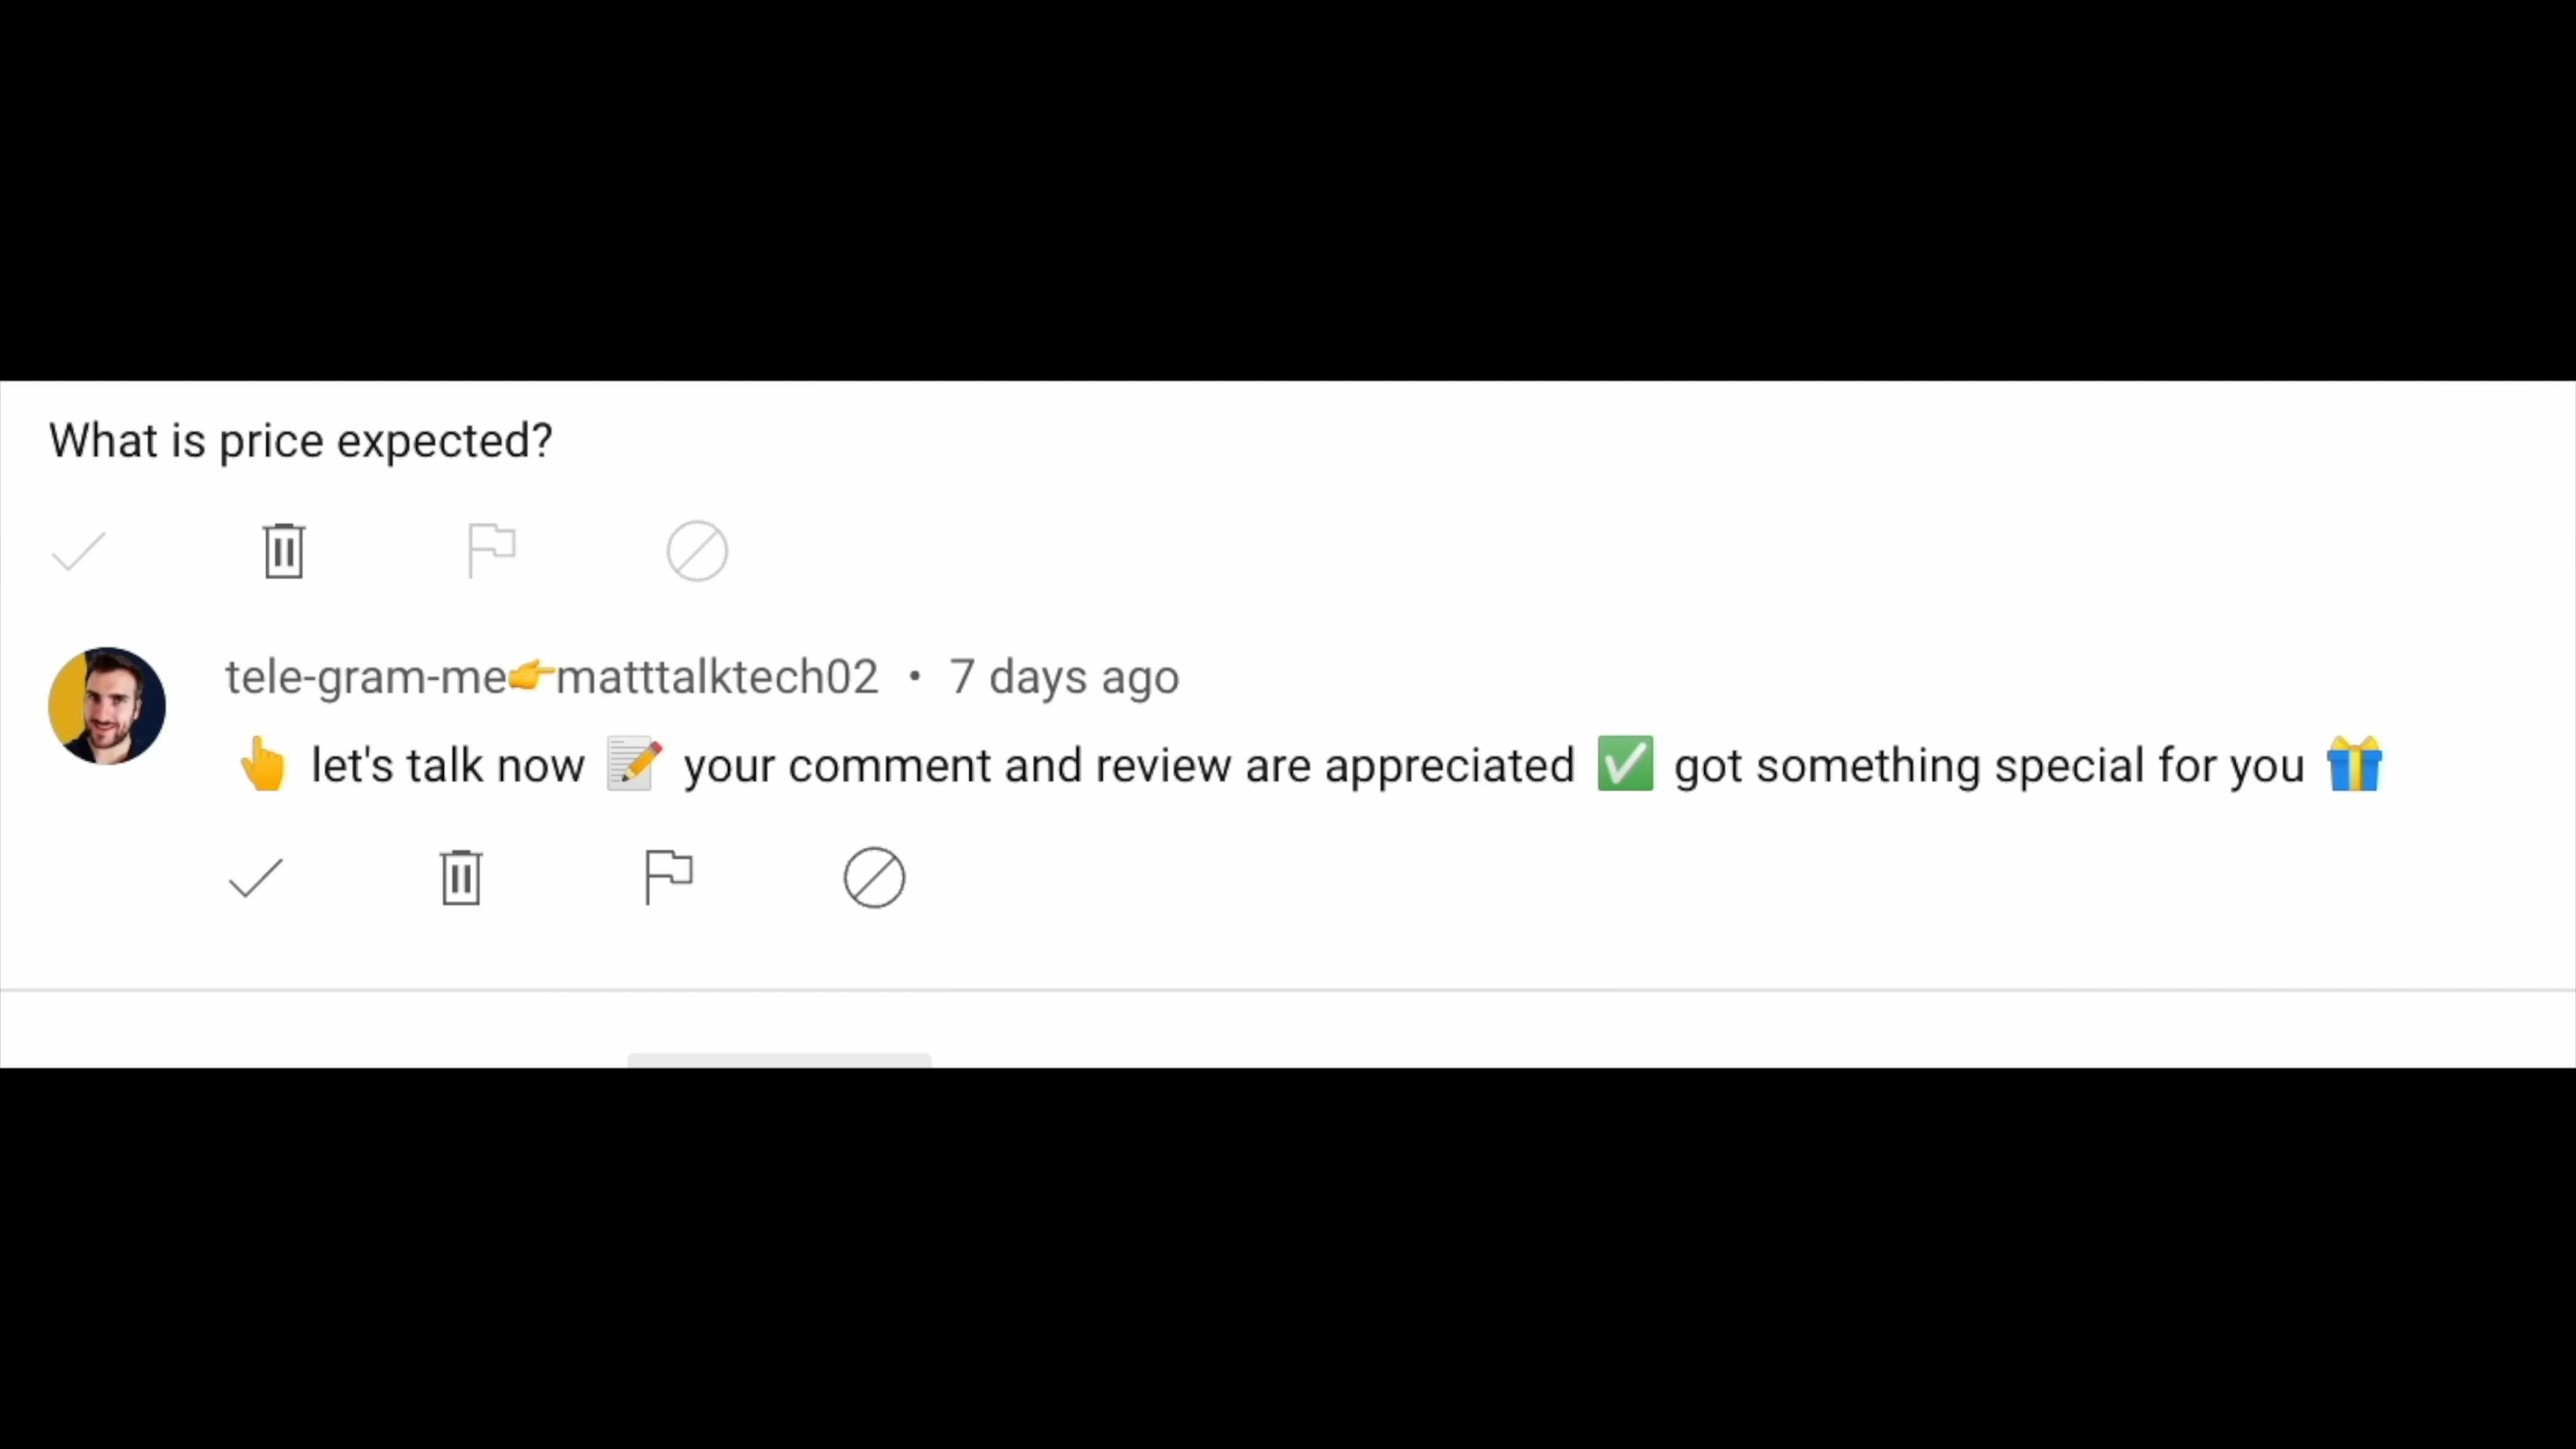 What is price expected?
tele-gram-me👉matttalktech02 • 7 days ago
👆 let's talk now 📝 your comment and review are appreciated ✅ got something special for you 🎁